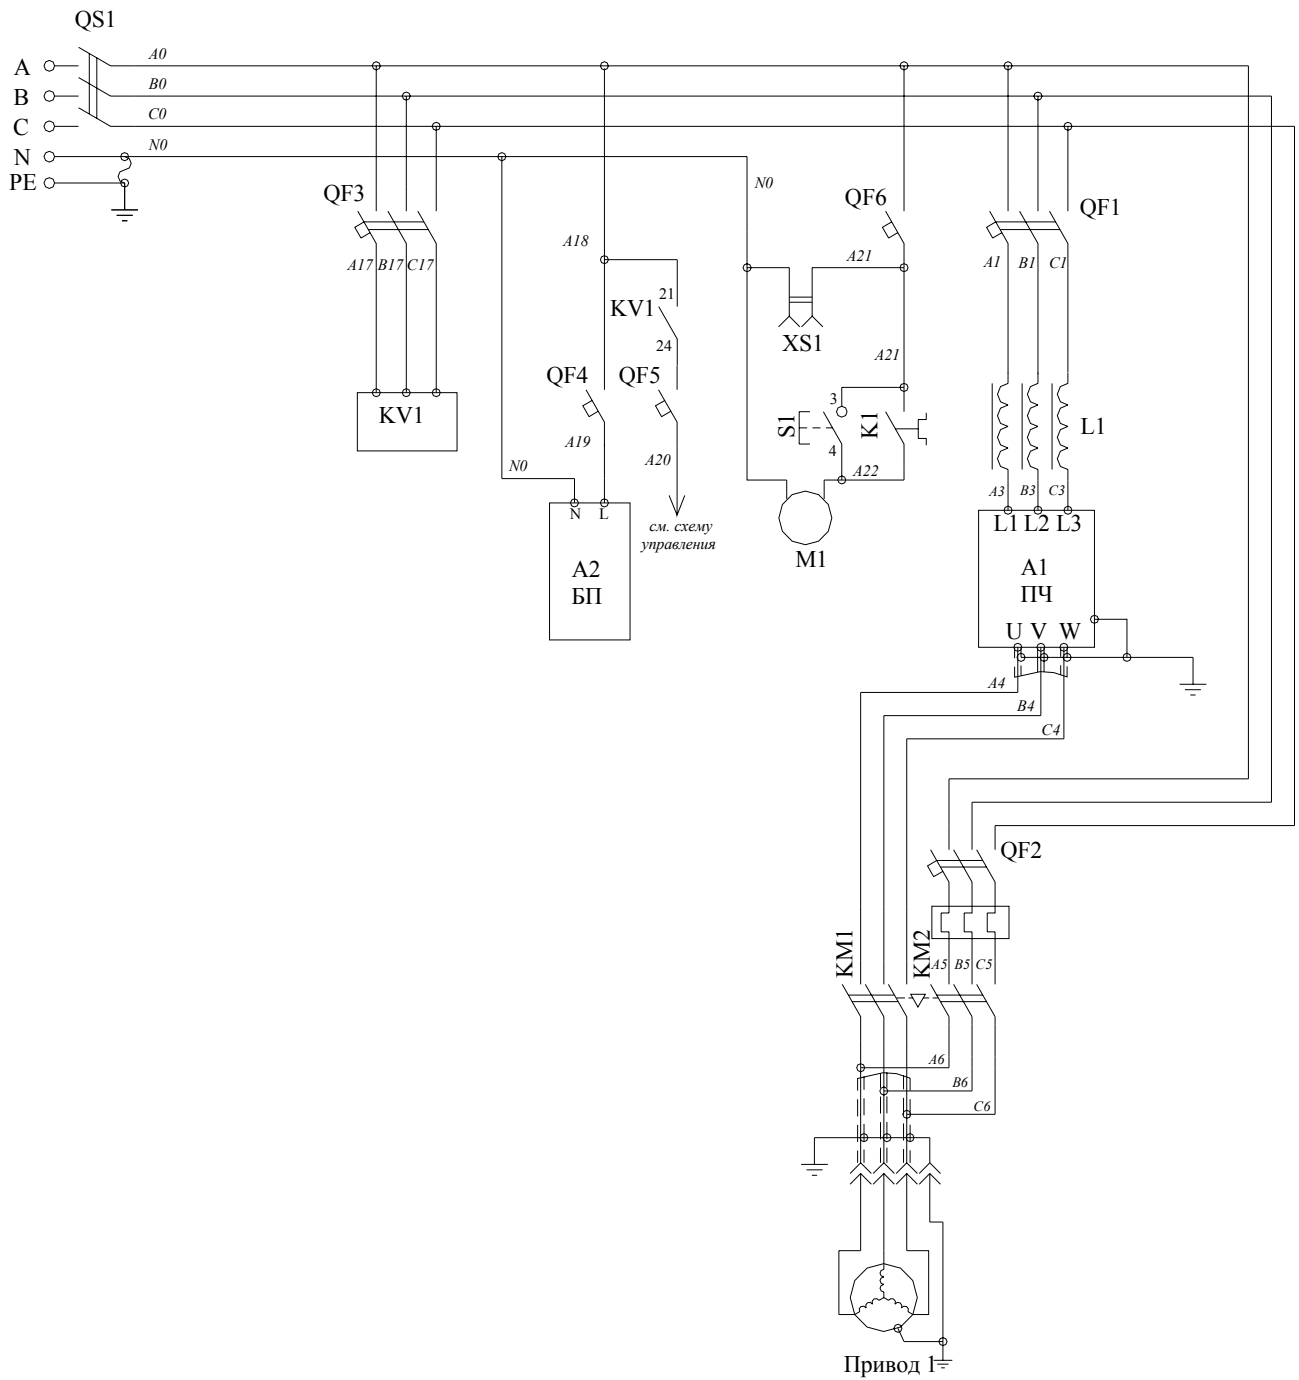 QS1
A
A0
B
B0
C
C0
N
N0
PE
QF3
N0
QF6
QF1
A18
A21
A17
B17
C17
A1
B1
C1
21
KV1
24
XS1
A21
QF4
QF5
3
S1
K1
L1
KV1
4
A19
A20
N0
A22
A3
B3
C3
N
L
см. схему
управления
L1
L2
L3
M1
A2
БП
A1
ПЧ
U
V
W
A4
B4
C4
QF2
KM1
KM2
A5
B5
C5
A6
B6
C6
Привод 1